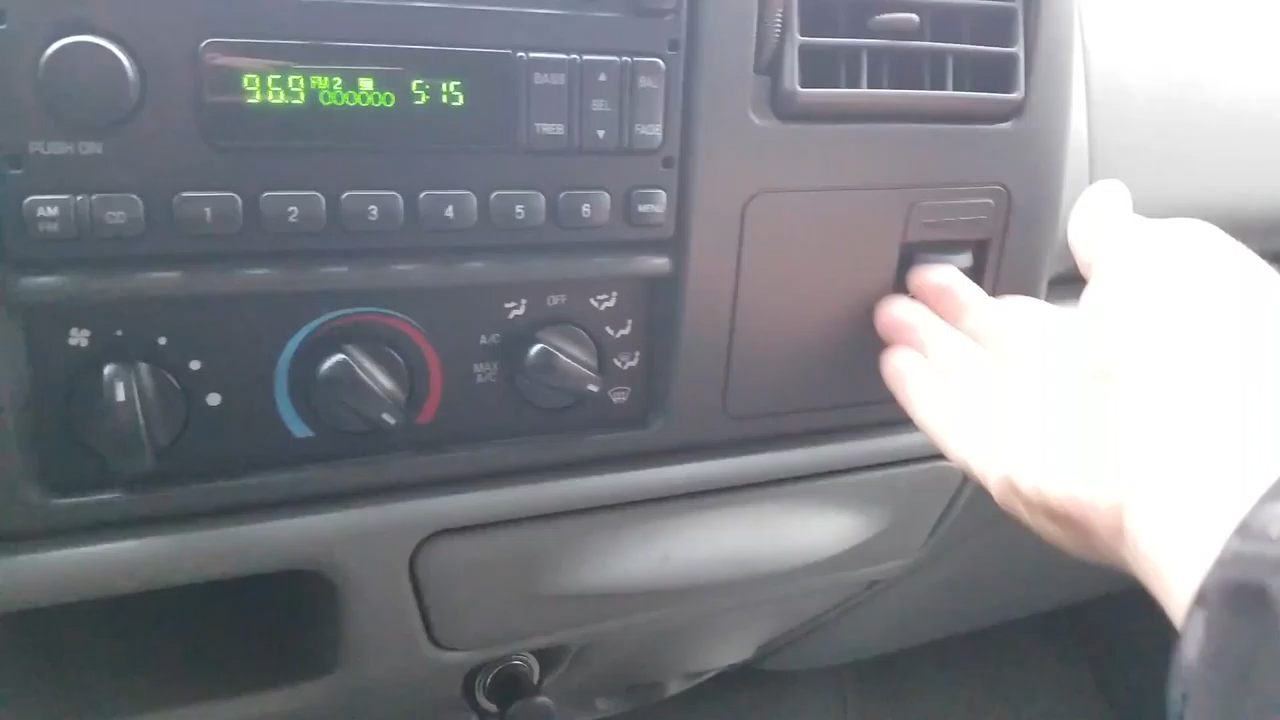 96.9 FM 2 5:15
000000
BASS
TREB
▲
SEL
▼
BAL
FADE
PUSH ON
AM
FM
CD
1 2 3 4 5 6
MENU
OFF
A/C
MAX
A/C